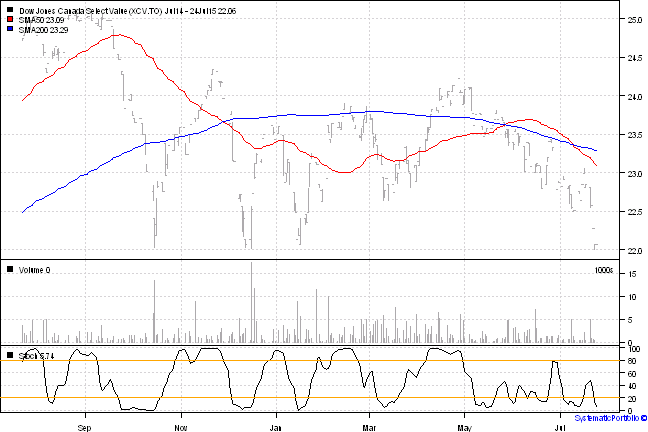 Dow Jones Canada Select Value (XCV.TO) Jul14 - 24Jul15 22.06
SMA50 23.09
SMA200 23.29
25.0
24.5
24.0
23.5
23.0
22.5
22.0
Volume 0
1000s
15
10
5
0
Stock 5.74
100
80
60
40
20
0
Sep
Nov
Jan
Mar
May
Jul
SystematicPortfolio ©